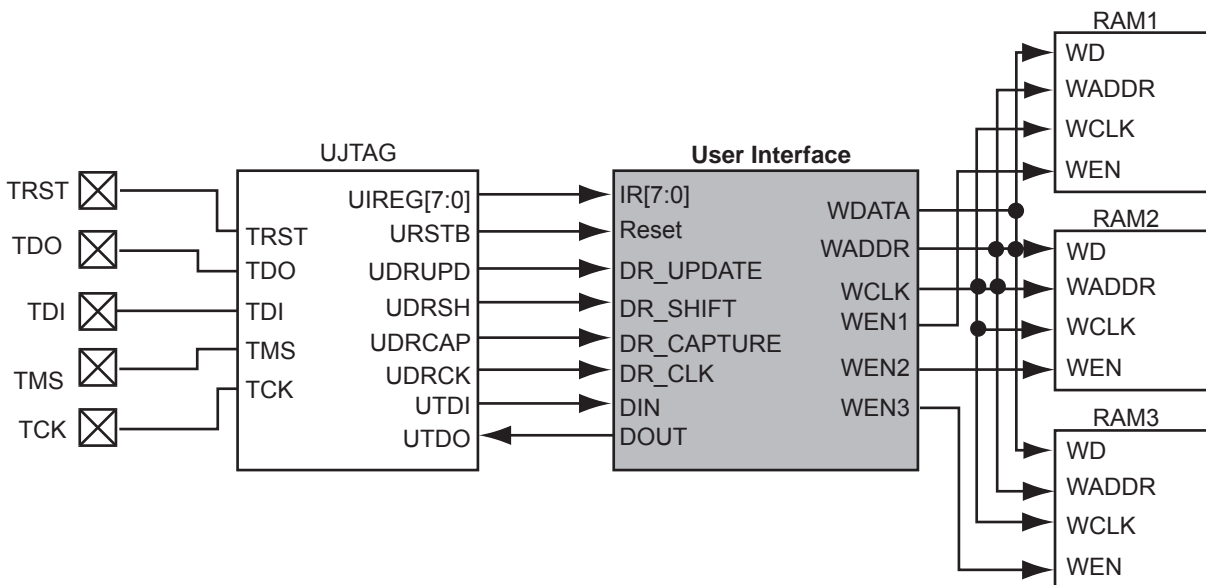 TRST
TDO
TDI
TMS
TCK
UJTAG
TRST
TDO
TDI
TMS
TCK
UIREG[7:0]
URSTB
UDRUPD
UDRSH
UDRCAP
UDRCK
UTDI
UTDO
User Interface
IR[7:0]
Reset
DR_UPDATE
DR_SHIFT
DR_CAPTURE
DR_CLK
DIN
DOUT
WDATA
WADDR
WCLK
WEN1
WEN2
WEN3
RAM1
WD
WADDR
WCLK
WEN
RAM2
WD
WADDR
WCLK
WEN
RAM3
WD
WADDR
WCLK
WEN